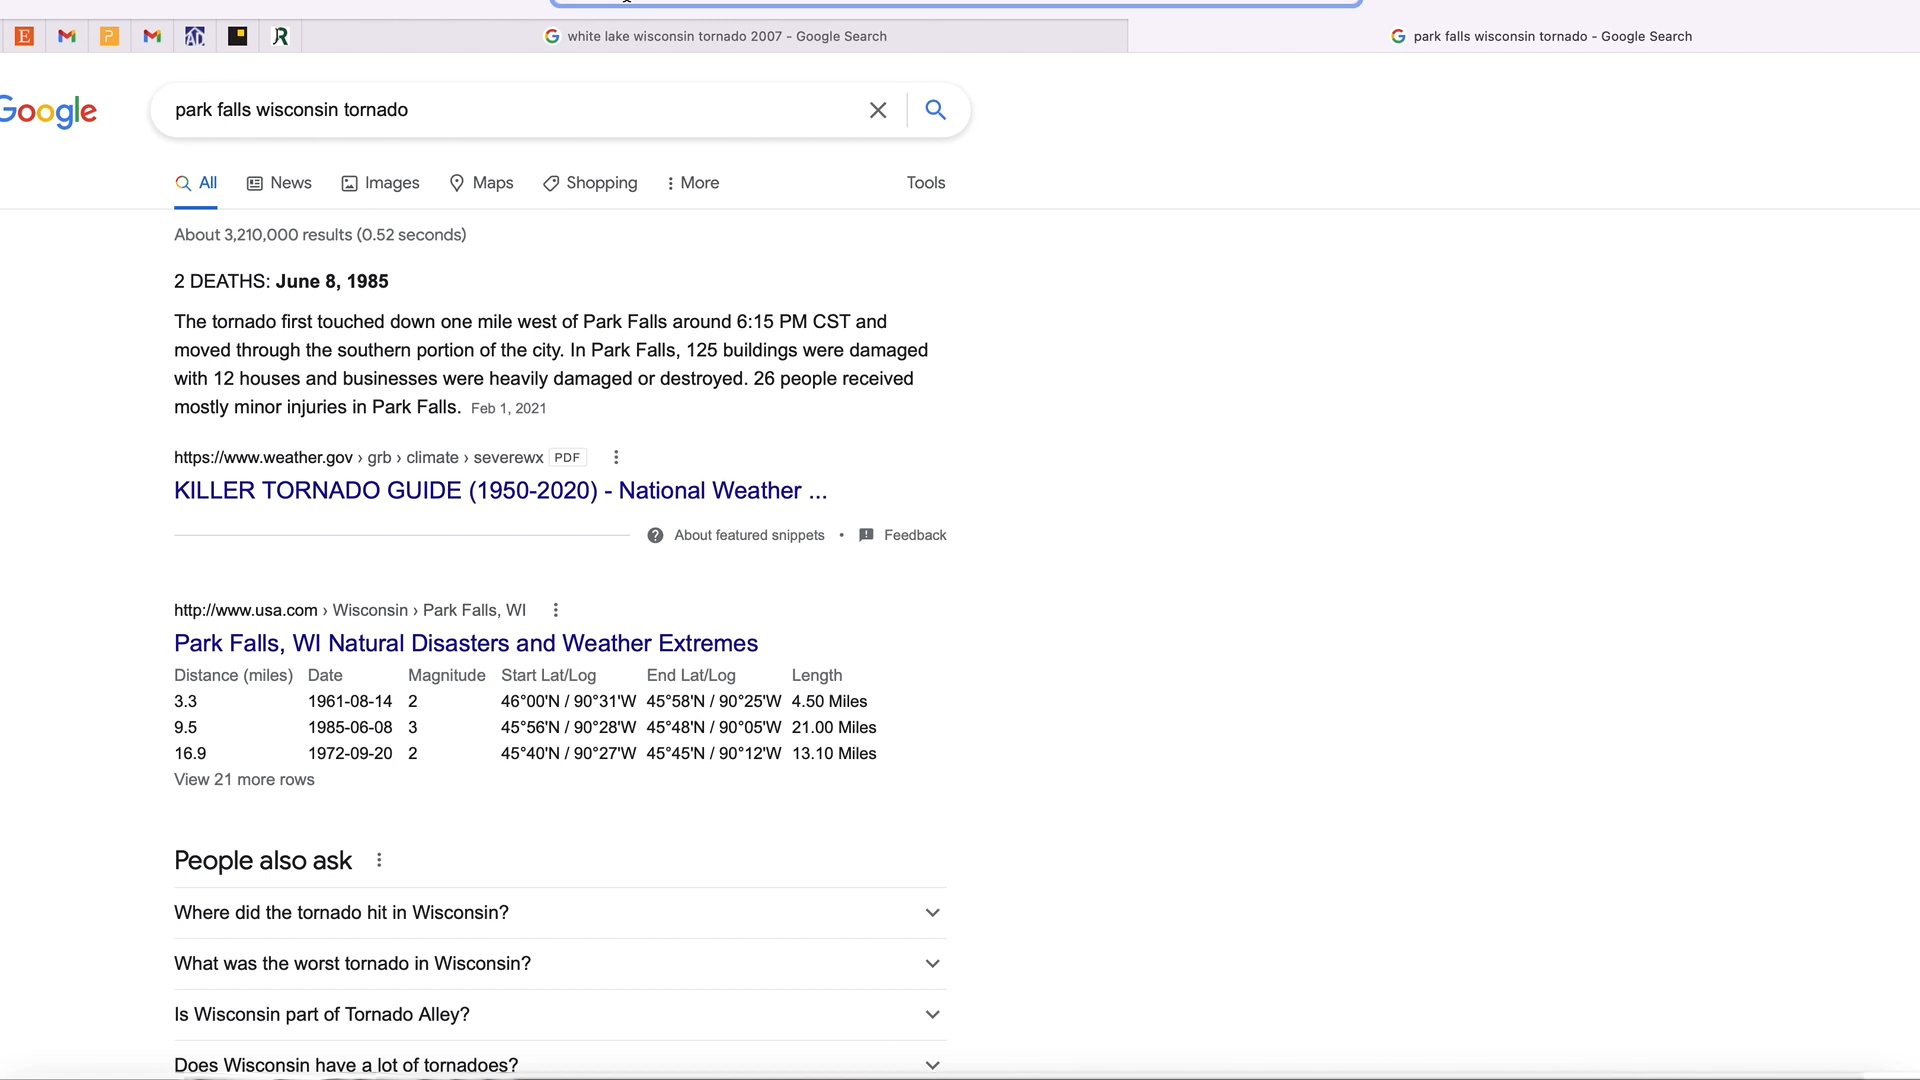 white lake wisconsin tornado 2007 - Google Search
park falls wisconsin tornado - Google Search
Google
park falls wisconsin tornado
All News Images Maps Shopping More Tools
About 3,210,000 results (0.52 seconds)
2 DEATHS: June 8, 1985
The tornado first touched down one mile west of Park Falls around 6:15 PM CST and
moved through the southern portion of the city. In Park Falls, 125 buildings were damaged
with 12 houses and businesses were heavily damaged or destroyed. 26 people received
mostly minor injuries in Park Falls. Feb 1, 2021
https://www.weather.gov › grb › climate › severewx PDF
KILLER TORNADO GUIDE (1950-2020) - National Weather ...
About featured snippets • Feedback
http://www.usa.com › Wisconsin › Park Falls, WI
Park Falls, WI Natural Disasters and Weather Extremes
Distance (miles) Date Magnitude Start Lat/Log End Lat/Log Length
3.3 1961-08-14 2 46°00'N / 90°31'W 45°58'N / 90°25'W 4.50 Miles
9.5 1985-06-08 3 45°56'N / 90°28'W 45°48'N / 90°05'W 21.00 Miles
16.9 1972-09-20 2 45°40'N / 90°27'W 45°45'N / 90°12'W 13.10 Miles
View 21 more rows
People also ask
Where did the tornado hit in Wisconsin?
What was the worst tornado in Wisconsin?
Is Wisconsin part of Tornado Alley?
Does Wisconsin have a lot of tornadoes?